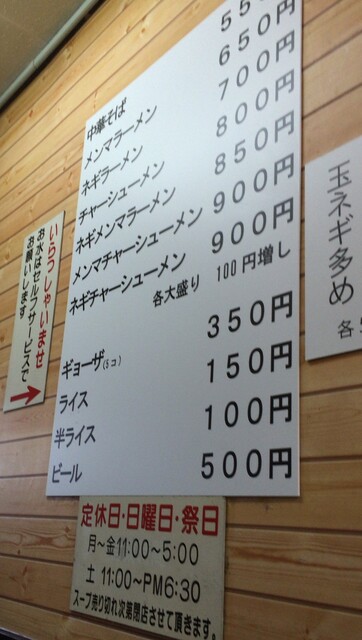 中華そば 550円
メンマラーメン 650円
ネギラーメン 700円
チャーシューメン 800円
ネギメンマラーメン 850円
メンマチャーシューメン 900円
ネギチャーシューメン 900円
各大盛り 100円増し
ギョーザ(5コ) 350円
ライス 150円
半ライス 100円
ビール 500円
いらっしゃいませ
お水はセルフサービスで
お願いします
→
玉ネギ多め
各
定休日・日曜日・祭日
月〜金11:00〜5:00
土 11:00〜PM6:30
スープ売り切れ次第閉店させて頂きます。